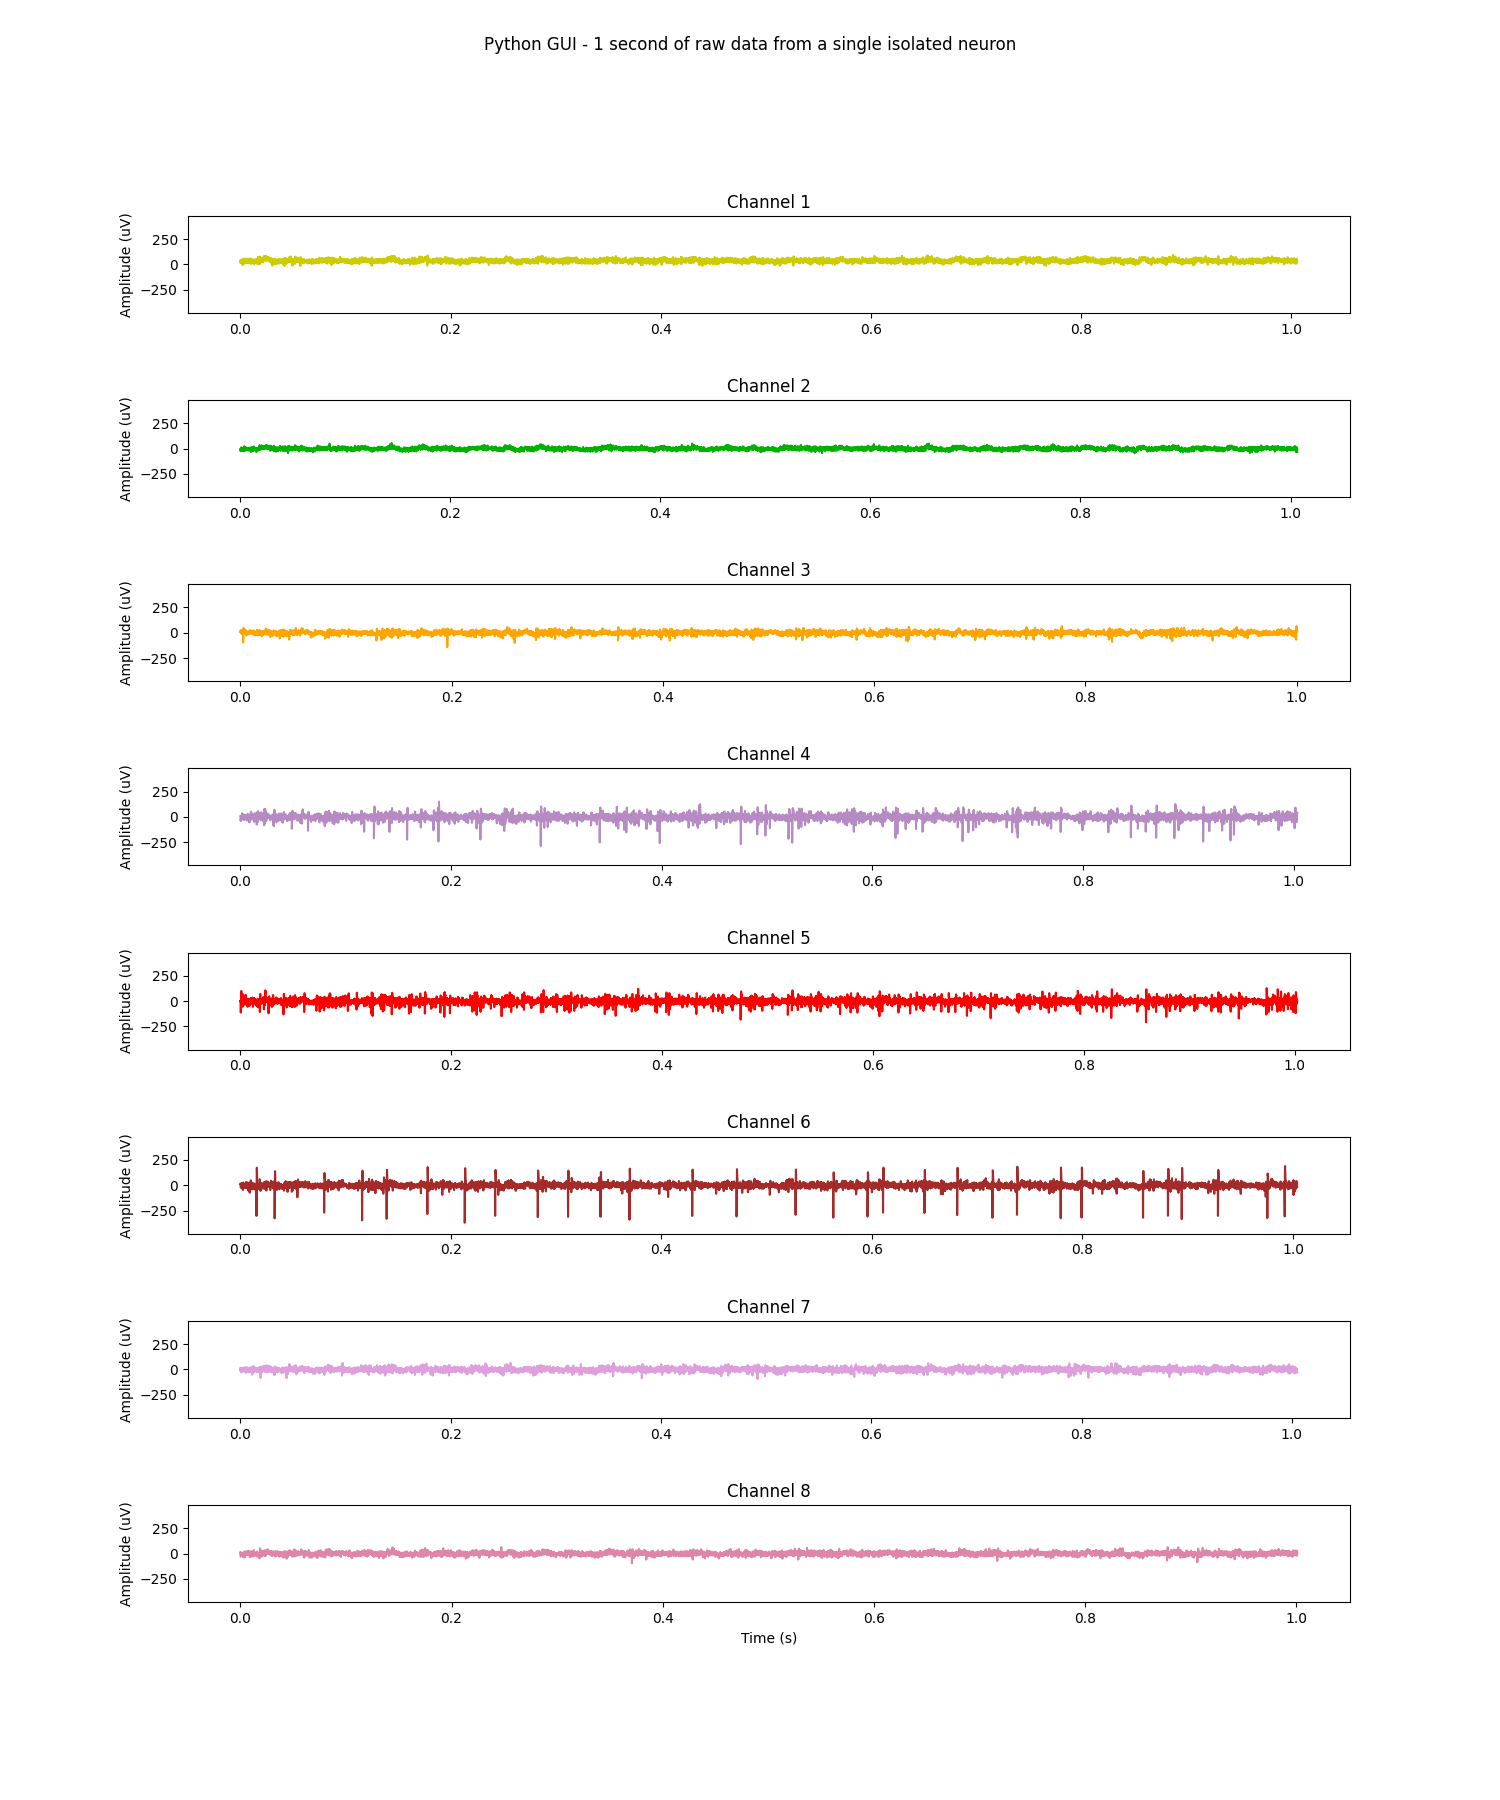 Python GUI - 1 second of raw data from a single isolated neuron
Channel 1
Amplitude (uV)
250
0
−250
0.0 0.2 0.4 0.6 0.8 1.0
Channel 2
Amplitude (uV)
250
0
−250
0.0 0.2 0.4 0.6 0.8 1.0
Channel 3
Amplitude (uV)
250
0
−250
0.0 0.2 0.4 0.6 0.8 1.0
Channel 4
Amplitude (uV)
250
0
−250
0.0 0.2 0.4 0.6 0.8 1.0
Channel 5
Amplitude (uV)
250
0
−250
0.0 0.2 0.4 0.6 0.8 1.0
Channel 6
Amplitude (uV)
250
0
−250
0.0 0.2 0.4 0.6 0.8 1.0
Channel 7
Amplitude (uV)
250
0
−250
0.0 0.2 0.4 0.6 0.8 1.0
Channel 8
Amplitude (uV)
250
0
−250
0.0 0.2 0.4 0.6 0.8 1.0
Time (s)